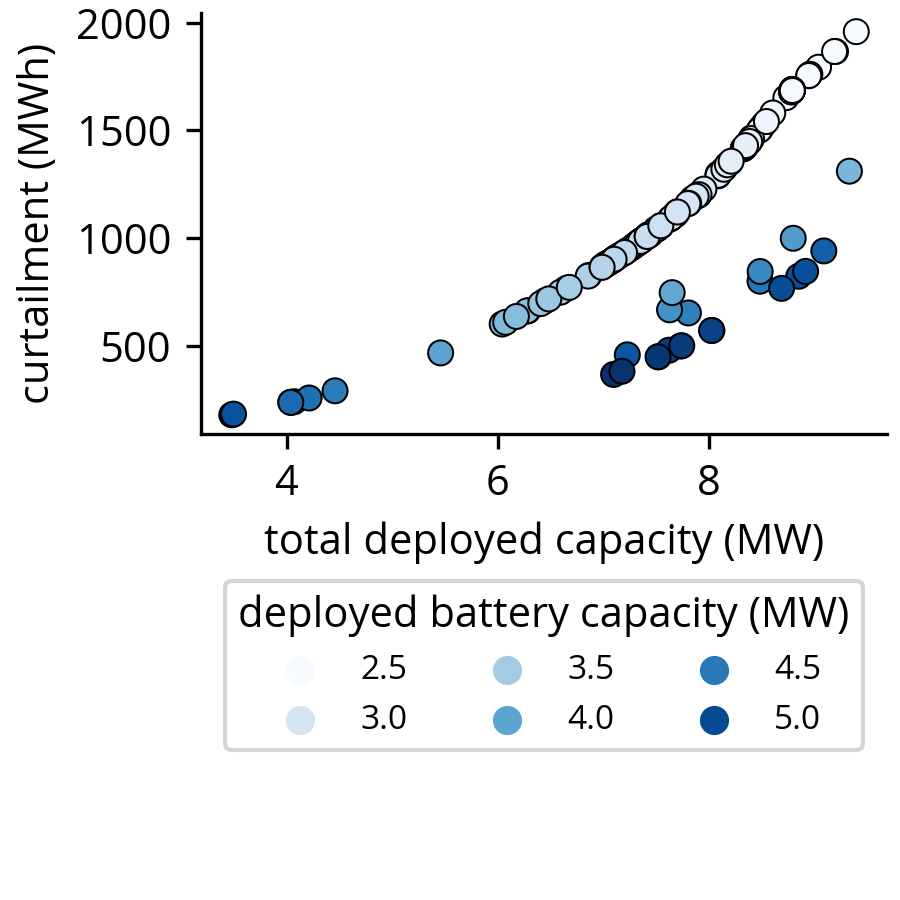 2000
1500
1000
500
curtailment (MWh)
4 6 8
total deployed capacity (MW)
deployed battery capacity (MW)
2.5 3.5 4.5
3.0 4.0 5.0